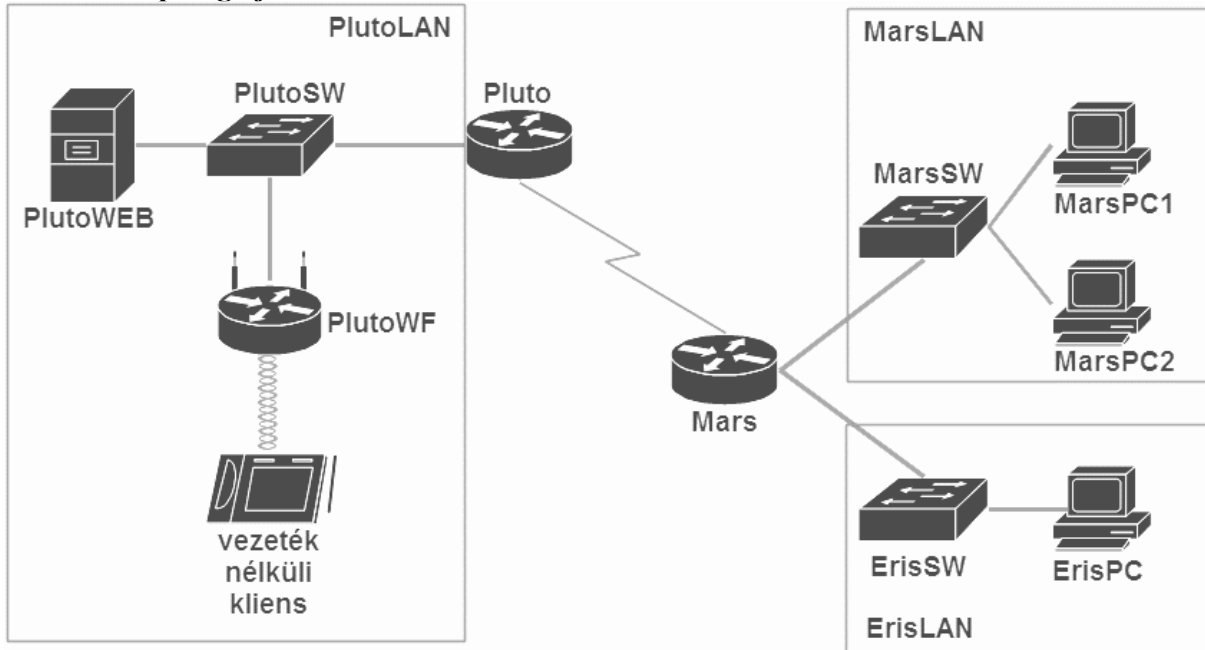 PlutoLAN
MarsLAN
PlutoSW
Pluto
PlutoWEB
MarsSW
MarsPC1
PlutoWF
MarsPC2
Mars
vezeték
nélküli
kliens
ErisSW
ErisPC
ErisLAN